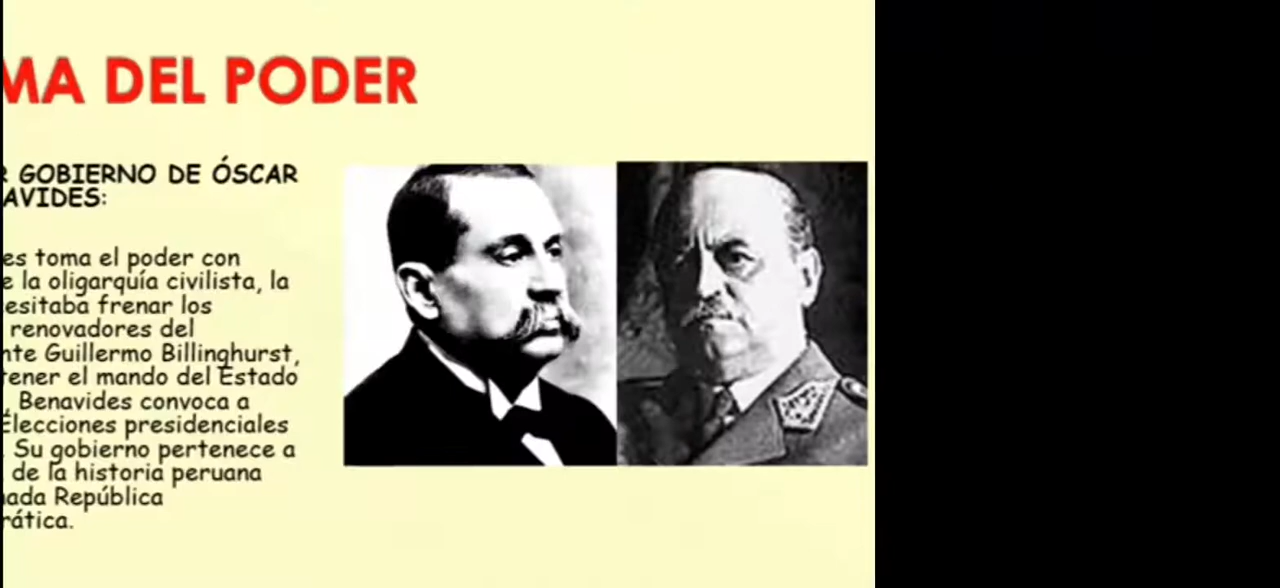 MA DEL PODER
R GOBIERNO DE ÓSCAR
AVIDES:
es toma el poder con
e la oligarquía civilista, la
esitaba frenar los
renovadores del
nte Guillermo Billinghurst,
tener el mando del Estado
, Benavides convoca a
Elecciones presidenciales
. Su gobierno pertenece a
de la historia peruana
ada República
rática.